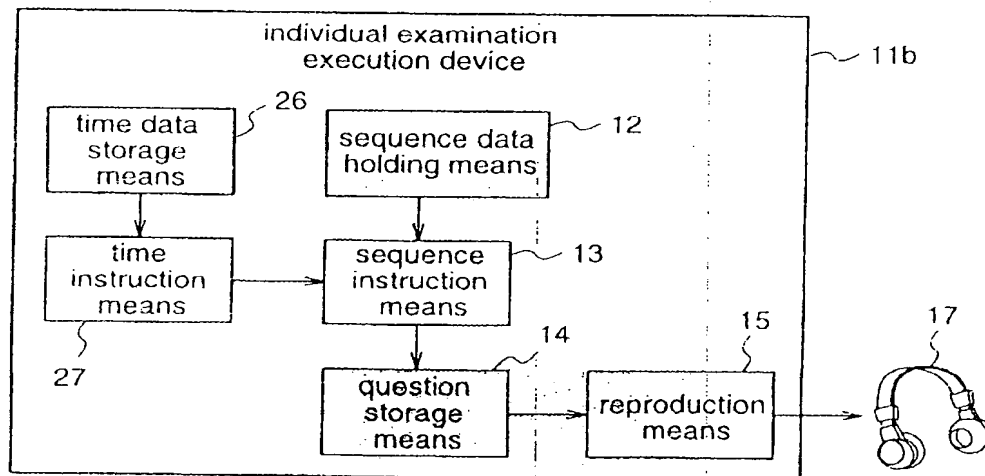 individual examination
execution device
11b
26
time data
storage
means
12
sequence data
holding means
time
instruction
means
27
sequence
instruction
means
13
14
question
storage
means
15
reproduction
means
17